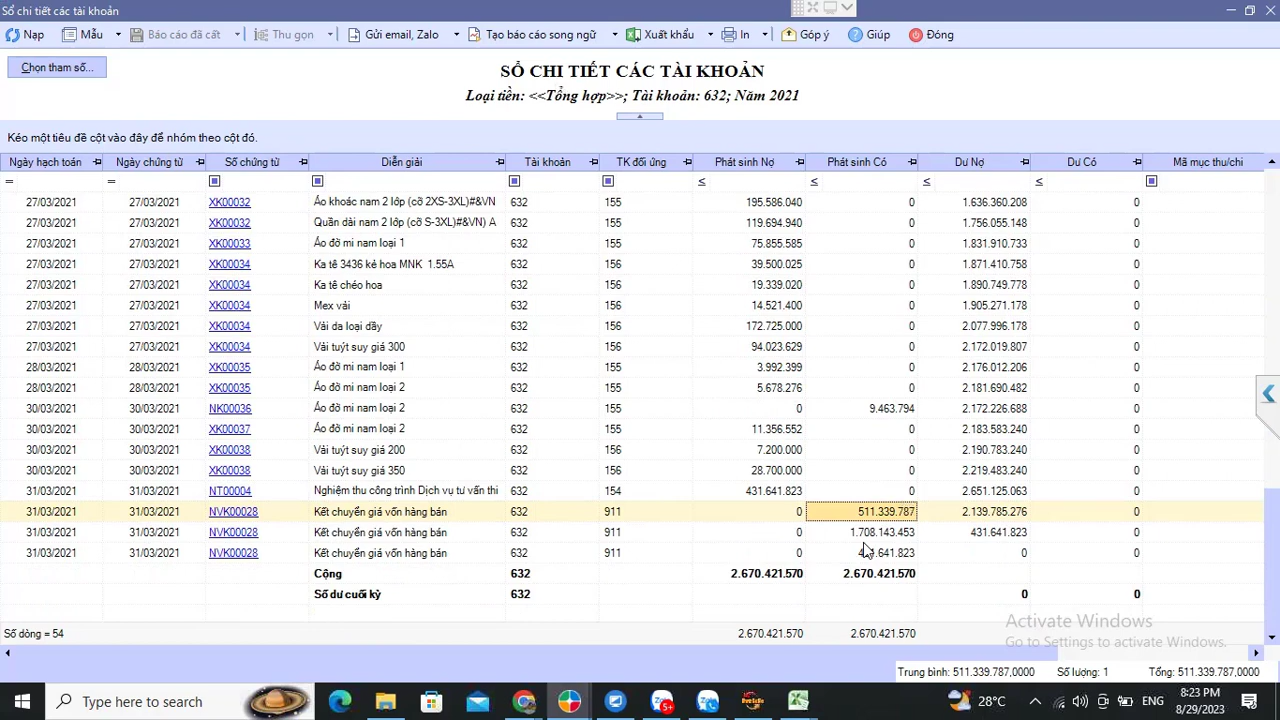 Sổ chi tiết các tài khoản
Nạp Mẫu Báo cáo đã cất Thu gọn Gửi email, Zalo Tạo báo cáo song ngữ Xuất khẩu In Góp ý Giúp Đóng
Chọn tham số...
SỔ CHI TIẾT CÁC TÀI KHOẢN
Loại tiền: <<Tổng hợp>>; Tài khoản: 632; Năm 2021
Kéo một tiêu đề cột vào đây để nhóm theo cột đó.
Ngày hạch toán Ngày chứng từ Số chứng từ Diễn giải Tài khoản TK đối ứng Phát sinh Nợ Phát sinh Có Dư Nợ Dư Có Mã mục thu/chi
= = ≤ ≤ ≤ ≤
27/03/2021 27/03/2021 XK00032 Áo khoác nam 2 lớp (cỡ 2XS-3XL)#&VN 632 155 195.586.040 0 1.636.360.208 0
27/03/2021 27/03/2021 XK00032 Quần dài nam 2 lớp (cỡ S-3XL)#&VN) A 632 155 119.694.940 0 1.756.055.148 0
27/03/2021 27/03/2021 XK00033 Áo đờ mi nam loại 1 632 155 75.855.585 0 1.831.910.733 0
27/03/2021 27/03/2021 XK00034 Ka tê 3436 kẻ hoa MNK 1.55A 632 156 39.500.025 0 1.871.410.758 0
27/03/2021 27/03/2021 XK00034 Ka tê chéo hoa 632 156 19.339.020 0 1.890.749.778 0
27/03/2021 27/03/2021 XK00034 Mex vải 632 156 14.521.400 0 1.905.271.178 0
27/03/2021 27/03/2021 XK00034 Vải da loại dầy 632 156 172.725.000 0 2.077.996.178 0
27/03/2021 27/03/2021 XK00034 Vải tuýt suy giá 300 632 156 94.023.629 0 2.172.019.807 0
28/03/2021 28/03/2021 XK00035 Áo đờ mi nam loại 1 632 155 3.992.399 0 2.176.012.206 0
28/03/2021 28/03/2021 XK00035 Áo đờ mi nam loại 2 632 155 5.678.276 0 2.181.690.482 0
30/03/2021 30/03/2021 NK00036 Áo đờ mi nam loại 2 632 155 0 9.463.794 2.172.226.688 0
30/03/2021 30/03/2021 XK00037 Áo đờ mi nam loại 2 632 155 11.356.552 0 2.183.583.240 0
30/03/2021 30/03/2021 XK00038 Vải tuýt suy giá 200 632 156 7.200.000 0 2.190.783.240 0
30/03/2021 30/03/2021 XK00038 Vải tuýt suy giá 350 632 156 28.700.000 0 2.219.483.240 0
31/03/2021 31/03/2021 NT00004 Nghiệm thu công trình Dịch vụ tư vấn thi 632 154 431.641.823 0 2.651.125.063 0
31/03/2021 31/03/2021 NVK00028 Kết chuyển giá vốn hàng bán 632 911 0 511.339.787 2.139.785.276 0
31/03/2021 31/03/2021 NVK00028 Kết chuyển giá vốn hàng bán 632 911 0 1.708.143.453 431.641.823 0
31/03/2021 31/03/2021 NVK00028 Kết chuyển giá vốn hàng bán 632 911 0 641.823 0 0
Cộng 632 2.670.421.570 2.670.421.570
Số dư cuối kỳ 632 0 0
Số dòng = 54 2.670.421.570 2.670.421.570
Activate Windows
Go to Settings to activate Windows.
Trung bình: 511.339.787,0000 Số lượng: 1 Tổng: 511.339.787,0000
Type here to search 28°C ENG 8:23 PM
8/29/2023